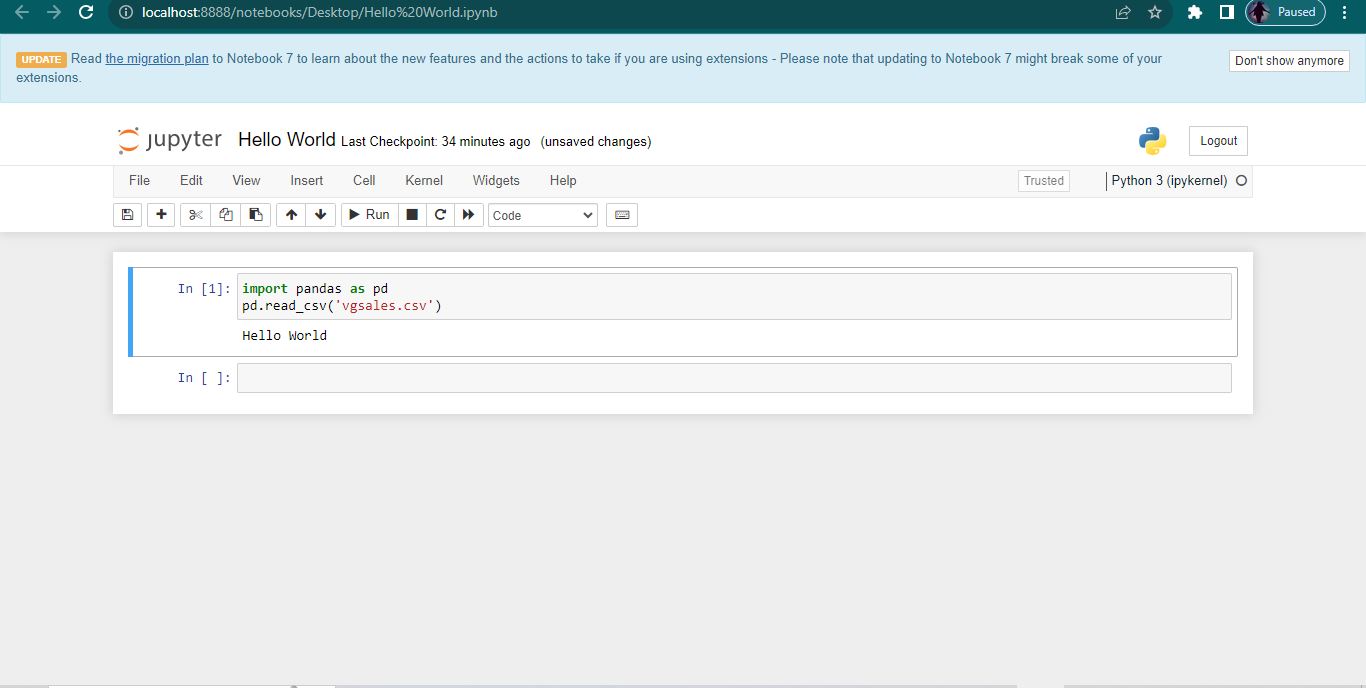 localhost:8888/notebooks/Desktop/Hello%20World.ipynb
Paused
UPDATE Read the migration plan to Notebook 7 to learn about the new features and the actions to take if you are using extensions - Please note that updating to Notebook 7 might break some of your
extensions.
Don't show anymore
jupyter Hello World Last Checkpoint: 34 minutes ago (unsaved changes)
Logout
File Edit View Insert Cell Kernel Widgets Help
Trusted
Python 3 (ipykernel)
Run
Code
In [1]: import pandas as pd
pd.read_csv('vgsales.csv')
Hello World
In [ ]: